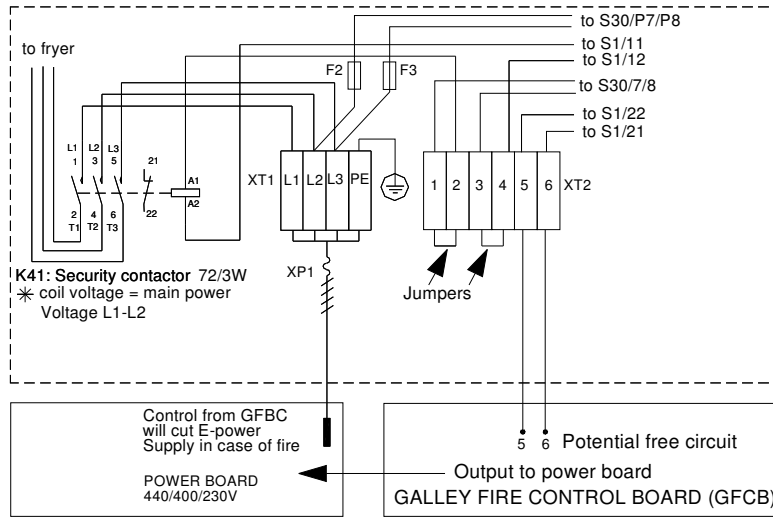 to S30/P7/P8
to S1/11
to fryer
F2
F3
to S1/12
to S30/7/8
to S1/22
to S1/21
L1
L2
L3
1
3
5
21
A1
A2
XT1
L1
L2
L3
PE
1
2
3
4
5
6
XT2
2
4
6
22
T1
T2
T3
K41: Security contactor 72/3W
XP1
coil voltage = main power
Jumpers
Voltage L1-L2
Control from GFBC
will cut E-power
Supply in case of fire
5
6
Potential free circuit
Output to power board
POWER BOARD
440/400/230V
GALLEY FIRE CONTROL BOARD (GFCB)